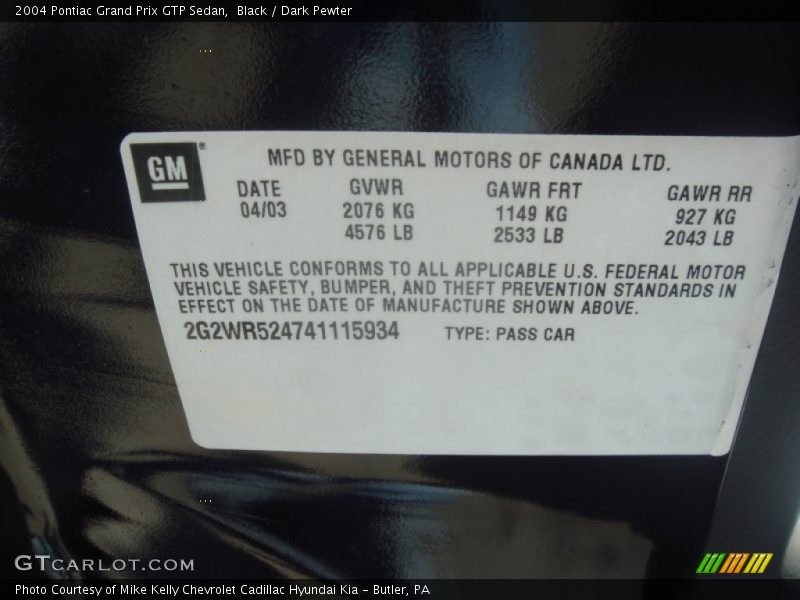 2004 Pontiac Grand Prix GTP Sedan,  Black / Dark Pewter
GM®
MFD BY GENERAL MOTORS OF CANADA LTD.
DATE GVWR GAWR FRT GAWR RR
04/03 2076 KG 1149 KG 927 KG
4576 LB 2533 LB 2043 LB
THIS VEHICLE CONFORMS TO ALL APPLICABLE U.S. FEDERAL MOTOR
VEHICLE SAFETY, BUMPER, AND THEFT PREVENTION STANDARDS IN
EFFECT ON THE DATE OF MANUFACTURE SHOWN ABOVE.
2G2WR524741115934 TYPE: PASS CAR
GTCARLOT.COM
Photo Courtesy of Mike Kelly Chevrolet Cadillac Hyundai Kia – Butler, PA